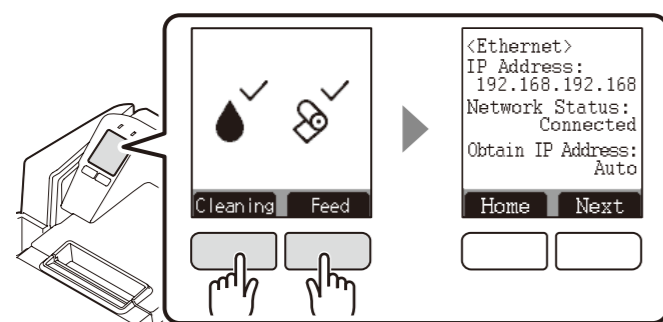 Cleaning Feed
<Ethernet>
IP Address:
192.168.192.168
Network Status:
Connected
Obtain IP Address:
Auto
Home Next